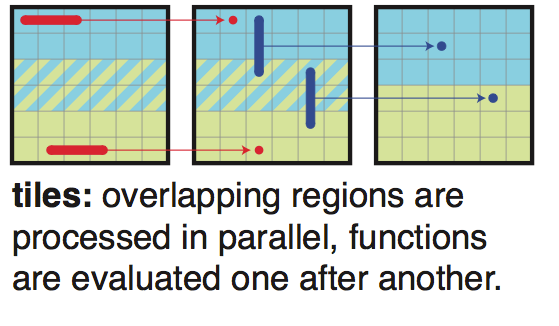 tiles: overlapping regions are
processed in parallel, functions
are evaluated one after another.